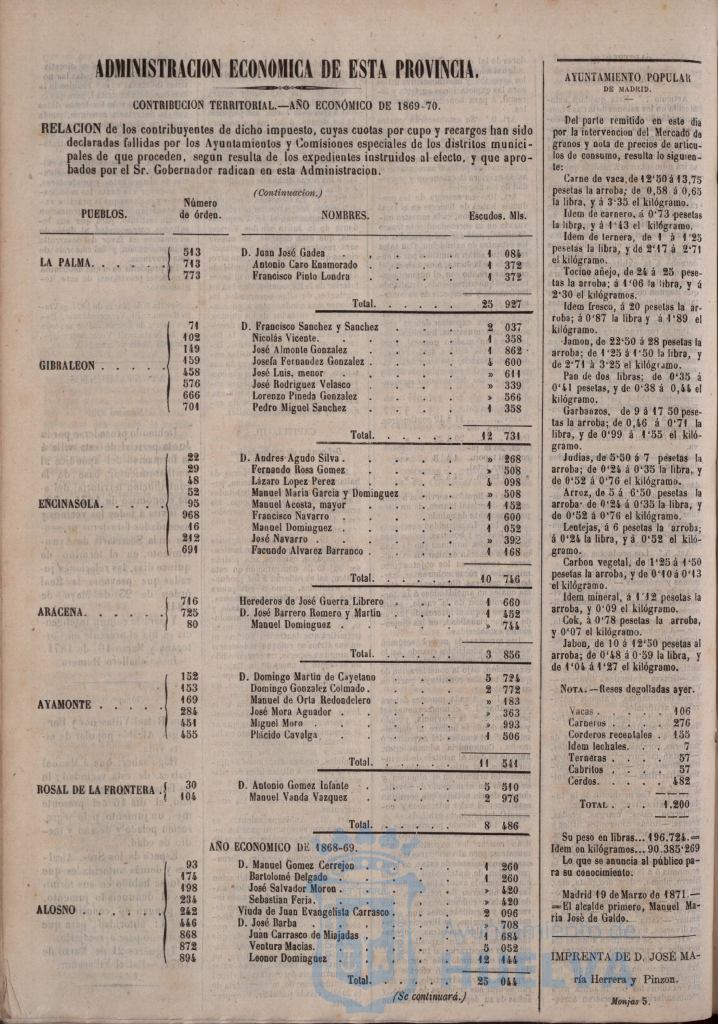 ADMINISTRACION ECONOMICA DE ESTA PROVINCIA.
CONTRIBUCION TERRITORIAL.—AÑO ECONÓMICO DE 1869-70.
RELACION de los contribuyentes de dicho impuesto, cuyas cuotas por cupo y recargos han sido
declaradas fallidas por los Ayuntamientos y Comisiones especiales de los distritos munici-
pales de que proceden, segun resulta de los expedientes instruidos al efecto, y que apro-
bados por el Sr. Gobernador radican en esta Administracion.
(Continuacion.)
PUEBLOS. Número de órden. NOMBRES. Escudos. Mls.
LA PALMA. . . . . .
513 D. Juan José Gadea . . . . 1 084
713 Antonio Caro Enamorado . . . . 1 372
773 Francisco Pinto Londra . . . . 1 372
Total. . . . . . 25 927
GIBRALEON . . . . .
71 D. Francisco Sanchez y Sanchez . . . 2 037
102 Nicolás Vicente. . . . . 1 358
149 José Almonte Gonzalez . . . . 1 862
159 Josefa Fernandez Gonzalez . . . . 4 600
458 José Luis, menor . . . . » 611
576 José Rodriguez Velasco . . . . » 339
666 Lorenzo Pineda Gonzalez . . . . » 566
701 Pedro Miguel Sanchez . . . . 1 358
Total. . . . . . 12 731
ENCINASOLA. . . . .
22 D. Andres Agudo Silva . . . . » 268
29 Fernando Rosa Gomez . . . . » 508
48 Lázaro Lopez Perez . . . . 4 098
52 Manuel Maria Garcia y Dominguez . . » 508
95 Manuel Acosta, mayor . . . . 1 152
968 Francisco Navarro . . . . 1 600
16 Manuel Dominguez . . . . 1 052
212 José Navarro . . . . » 392
691 Facundo Alvarez Barranco . . . . 1 168
Total. . . . . . 10 746
ARACENA. . . . . .
716 Herederos de José Guerra Librero . . . 1 660
725 D. José Barrero Romero y Martin . . . 1 452
80 Manuel Dominguez . . . . » 744
Total. . . . . . 3 856
AYAMONTE . . . . .
152 D. Domingo Martin de Cayetano . . . 5 724
153 Domingo Gonzalez Colmado . . . . 2 772
169 Manuel de Orta Redondelero . . . » 183
284 José Mora Aguador . . . . » 363
451 Miguel Moro . . . . » 993
455 Plácido Cavalga . . . . 1 506
Total. . . . . . 11 541
ROSAL DE LA FRONTERA .
30 D. Antonio Gomez Infante . . . . 5 510
104 Manuel Vanda Vazquez . . . . 2 976
Total. . . . . . 8 486
AÑO ECONOMICO DE 1868-69.
ALOSNO . . . . . .
93 D. Manuel Gomez Cerrejon . . . . 1 260
174 Bartolomé Delgado . . . . 1 260
198 José Salvador Moron . . . . » 420
234 Sebastian Feria. . . . . » 420
242 Viuda de Juan Evangelista Carrasco . . . 2 096
446 D. José Barba . . . . » 708
868 Juan Carrasco de Miajadas . . . . 1 684
872 Ventura Macias. . . . . 5 052
894 Leonor Dominguez . . . . 12 144
Total. . . . . . 25 044
(Se continuará.)
Ayuntamiento de
HUELVA
AYUNTAMIENTO POPULAR
DE MADRID.
Del parte remitido en este dia
por la intervencion del Mercado de
granos y nota de precios de artícu-
los de consumo, resulta lo siguien-
te:
Carne de vaca, de 12'50 á 13,75
pesetas la arroba; de 0,58 á 0,65
la libra, y á 3'35 el kilógramo.
Idem de carnero, á 0'73 pesetas
la libra, y á 1'43 el kilógramo.
Idem de ternera, de 1 á 1'25
pesetas la libra, y de 2'17 á 2'71
el kilógramo.
Tocino añejo, de 24 á 25 pese-
tas la arroba; á 1'06 la libra, y á
2'30 el kilógramos.
Idem fresco, á 20 pesetas la ar-
roba; á 0'87 la libra y á 1'89 el
kilógramo.
Jamon, de 22'50 á 28 pesetas la
arroba; de 1'25 á 1'50 la libra, y
de 2'71 á 3'25 el kilógramo.
Pan de dos libras; de 0'35 á
0'41 pesetas, y de 0'38 á 0,44 el
kilógramo.
Garbanzos, de 9 á 17 50 pese-
tas la arroba; de 0,46 á 0'71 la
libra, y de 0'99 á 1'55 el kiló-
gramo.
Judias, de 5'50 á 7 pesetas la
arroba; de 0'24 á 0'35 la libra, y
de 0'52 á 0'76 el kilógramo.
Arroz, de 5 á 6'50 pesetas la
arroba; de 0'24 á 0'35 la libra, y
de 0'52 á 0'76 el kilógramo.
Lentejas, á 6 pesetas la arroba;
á 0'24 la libra, y á 0'52 el kiló-
gramo.
Carbon vegetal, de 1'25 á 1'50
pesetas la arroba, y de 0'10 á 0'13
el kilógramo.
Idem mineral, á 1'12 pesetas la
arroba, y 0'09 el kilógramo.
Cok, á 0'78 pesetas la arroba,
y 0'07 el kilógramo.
Jabon, de 10 á 12'50 pesetas al
arroba; de 0'48 á 0'59 la libra, y
de 1'04 á 1'27 el kilógramo.
NOTA.—Reses degolladas ayer.
Vacas . . . . 106
Carneros . . . . 276
Corderos recentales . 155
Idem lechales. . . 7
Terneras . . . . 57
Cabritos . . . . 57
Cerdos. . . . . 482
TOTAL . . . 1.200
Su peso en libras... 196.724.—
Idem en kilógramos... 90.385'269
Lo que se anuncia al público pa-
ra su conocimiento.
Madrid 19 de Marzo de 1871.—
=El alcalde primero, Manuel Ma-
ria José de Galdo.
IMPRENTA DE D. JOSÉ MA-
ría Herrera y Pinzon.
Monjas 5.